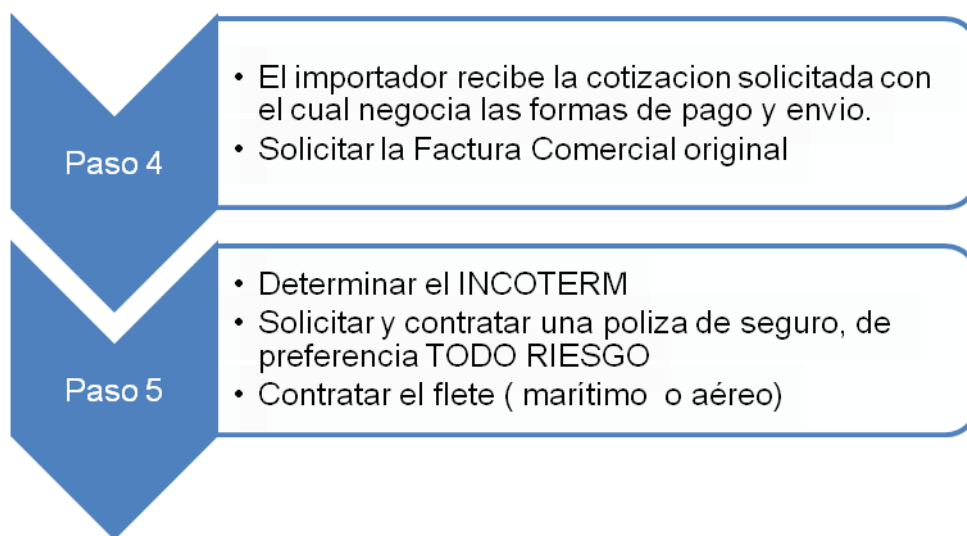 Paso 4
• El importador recibe la cotizacion solicitada con
el cual negocia las formas de pago y envio.
• Solicitar la Factura Comercial original
Paso 5
• Determinar el INCOTERM
• Solicitar y contratar una poliza de seguro, de
preferencia TODO RIESGO
• Contratar el flete ( marítimo o aéreo)